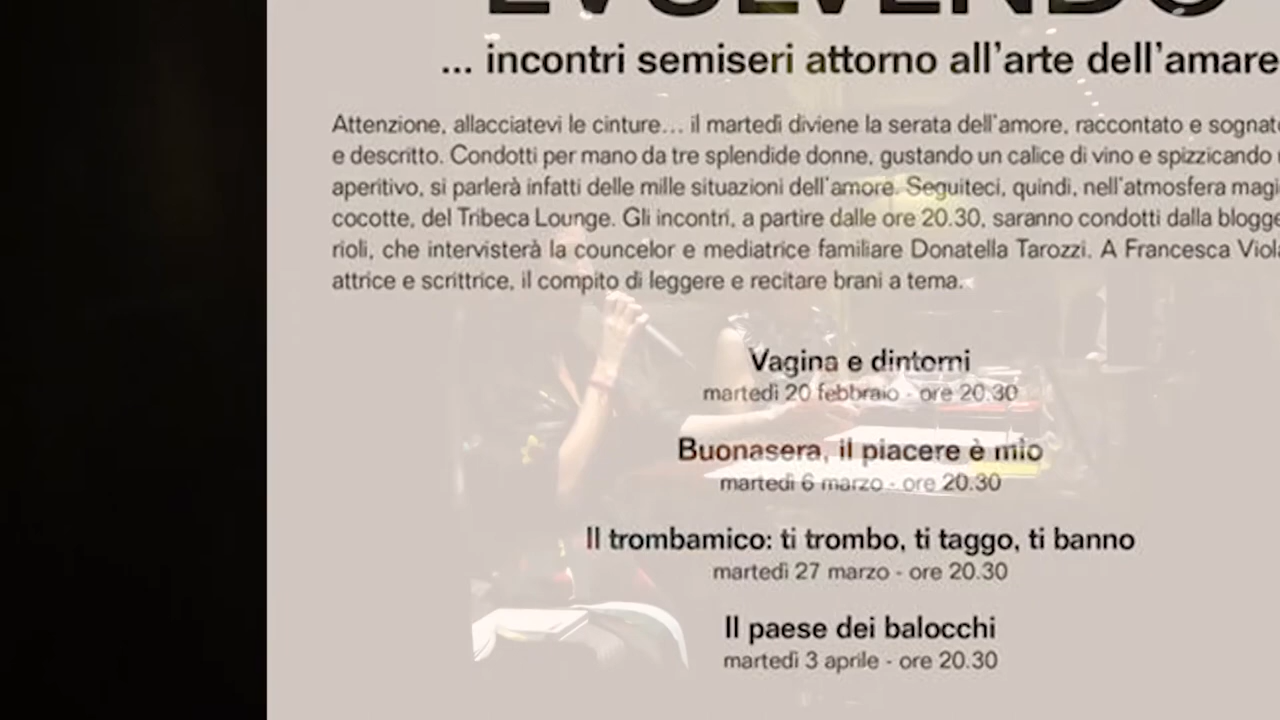 EVOLVENDO
... incontri semiseri attorno all'arte dell'amare
Attenzione, allacciatevi le cinture... il martedì diviene la serata dell'amore, raccontato e
e descritto. Condotti per mano da tre splendide donne, gustando un calice di vino e spizzicando
aperitivo, si parlerà infatti delle mille situazioni dell'amore. Seguiteci, quindi, nell'atmosfera
cocotte, del Tribeca Lounge. Gli incontri, a partire dalle ore 20.30, saranno condotti dalla
rioli, che intervisterà la councelor e mediatrice familiare Donatella Tarozzi. A Francesca
attrice e scrittrice, il compito di leggere e recitare brani a tema.
Vagina e dintorni
martedì 20 febbraio - ore 20.30
Buonasera, il piacere è mio
martedì 6 marzo - ore 20.30
Il trombamico: ti trombo, ti taggo, ti banno
martedì 27 marzo - ore 20.30
Il paese dei balocchi
martedì 3 aprile - ore 20.30